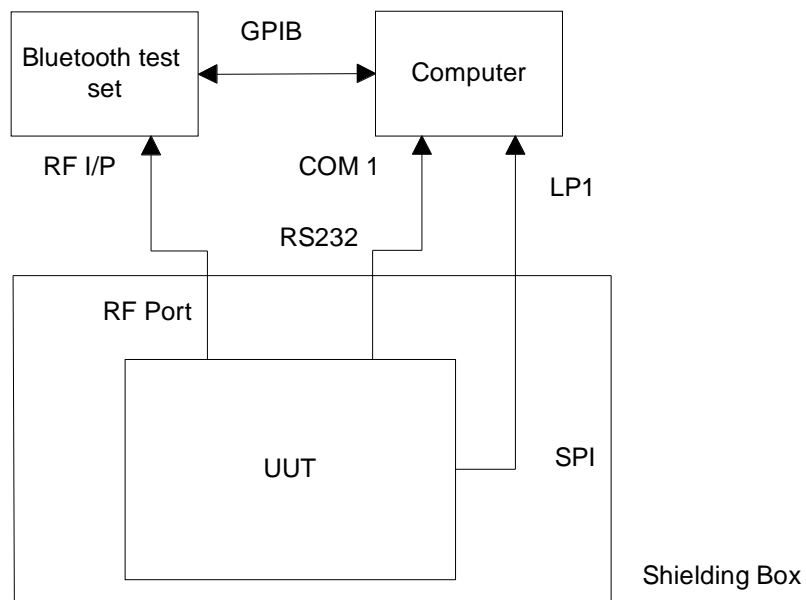 GPIB
Bluetooth test
set
Computer
RF I/P
COM 1
LP1
RS232
RF Port
UUT
SPI
Shielding Box